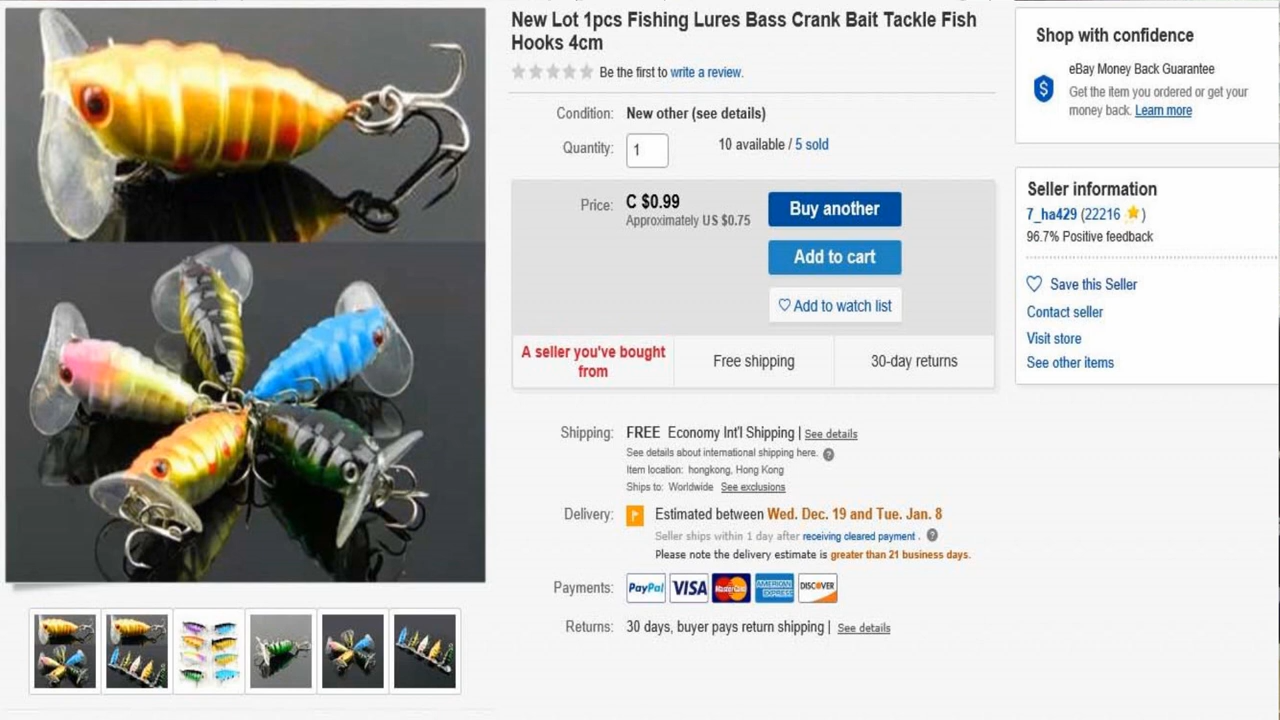 New Lot 1pcs Fishing Lures Bass Crank Bait Tackle Fish
Hooks 4cm
Be the first to write a review.
Condition: New other (see details)
Quantity: 1 10 available / 5 sold
Price: C $0.99
Approximately US $0.75
Buy another
Add to cart
Add to watch list
A seller you've bought
from
Free shipping
30-day returns
Shipping: FREE Economy Int'l Shipping | See details
See details about international shipping here. ?
Item location: hongkong, Hong Kong
Ships to: Worldwide See exclusions
Delivery: Estimated between Wed. Dec. 19 and Tue. Jan. 8
Seller ships within 1 day after receiving cleared payment . ?
Please note the delivery estimate is greater than 21 business days.
Payments: PayPal VISA MasterCard AMERICAN EXPRESS DISCOVER
Returns: 30 days, buyer pays return shipping | See details
Shop with confidence
$
eBay Money Back Guarantee
Get the item you ordered or get your
money back. Learn more
Seller information
7_ha429 (22216 )
96.7% Positive feedback
Save this Seller
Contact seller
Visit store
See other items